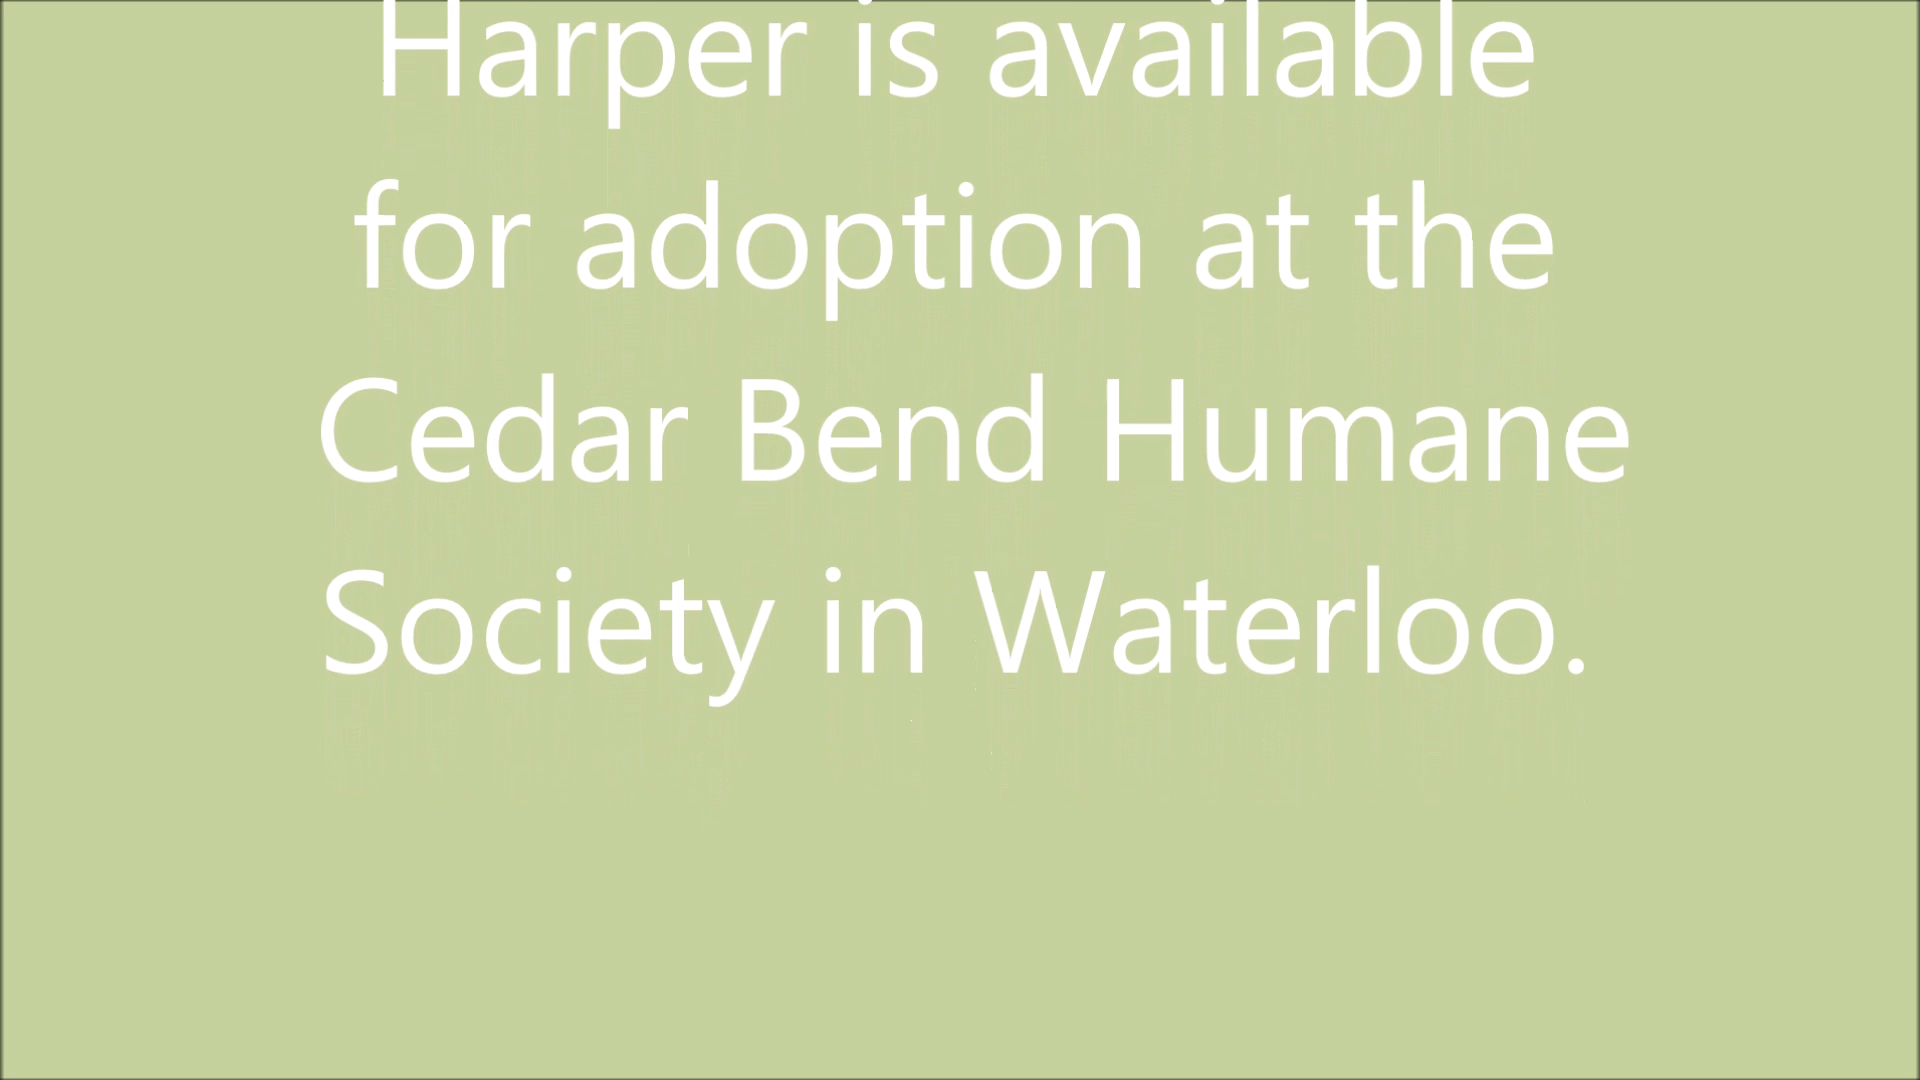 Harper is available
for adoption at the
Cedar Bend Humane
Society in Waterloo.